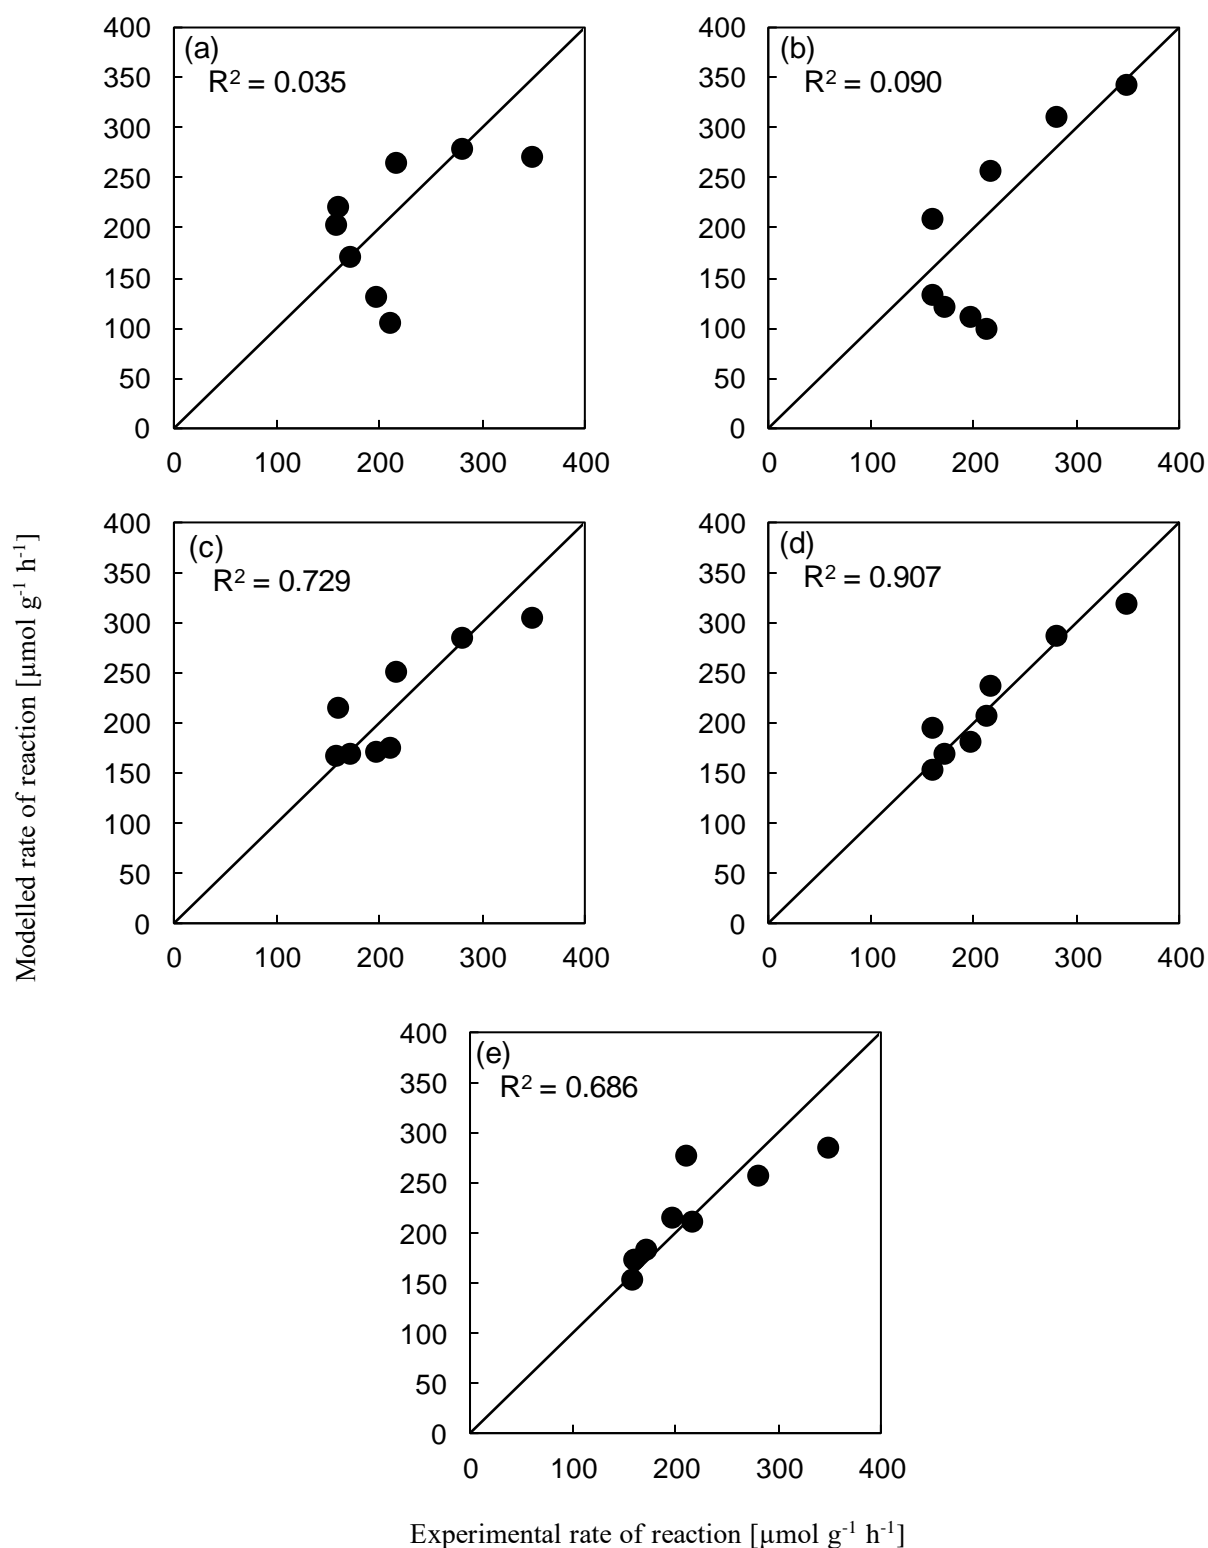 (a)
R² = 0.035
400
350
300
250
200
150
100
50
0
0 100 200 300 400
(b)
R² = 0.090
400
350
300
250
200
150
100
50
0
0 100 200 300 400
Modelled rate of reaction [µmol g⁻¹ h⁻¹]
(c)
R² = 0.729
400
350
300
250
200
150
100
50
0
0 100 200 300 400
(d)
R² = 0.907
400
350
300
250
200
150
100
50
0
0 100 200 300 400
(e)
R² = 0.686
400
350
300
250
200
150
100
50
0
0 100 200 300 400
Experimental rate of reaction [µmol g⁻¹ h⁻¹]